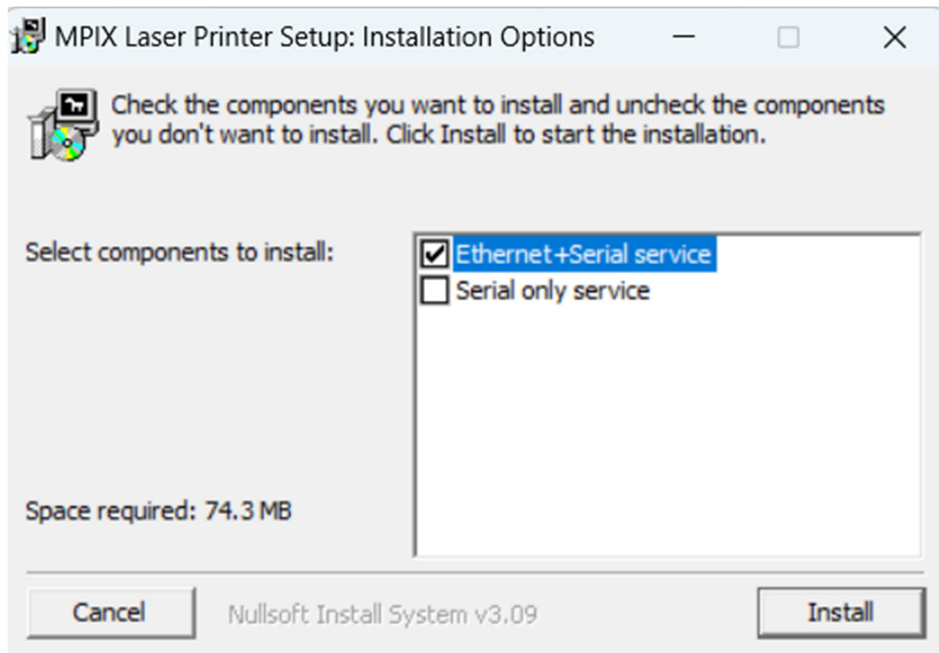 MPIX Laser Printer Setup: Installation Options
Check the components you want to install and uncheck the components
you don't want to install. Click Install to start the installation.
Select components to install:
Ethernet+Serial service
Serial only service
Space required: 74.3 MB
Cancel
Nullsoft Install System v3.09
Install